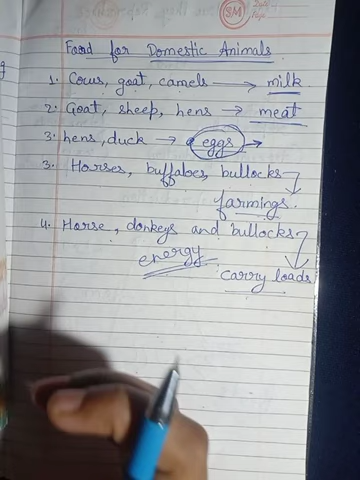 Food for Domestic Animals
1. Cows, goat, camels → milk
2. Goat, sheep, hens → meat
3. hens, duck → eggs →
3. Horses, buffaloes, bullocks
farmings.
4. Horse, donkeys and bullocks
energy
carry loads